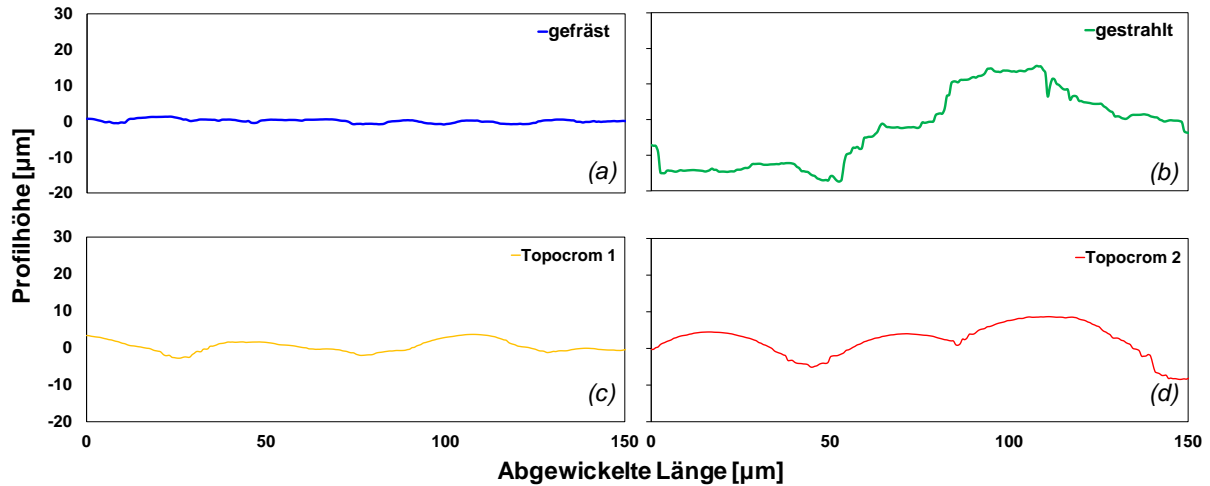 Profilhöhe [µm]
30
20
10
0
-10
-20
gefräst
(a)
gestrahlt
(b)
30
20
10
0
-10
-20
Topocrom 1
(c)
Topocrom 2
(d)
0 50 100 150
0 50 100 150
Abgewickelte Länge [µm]